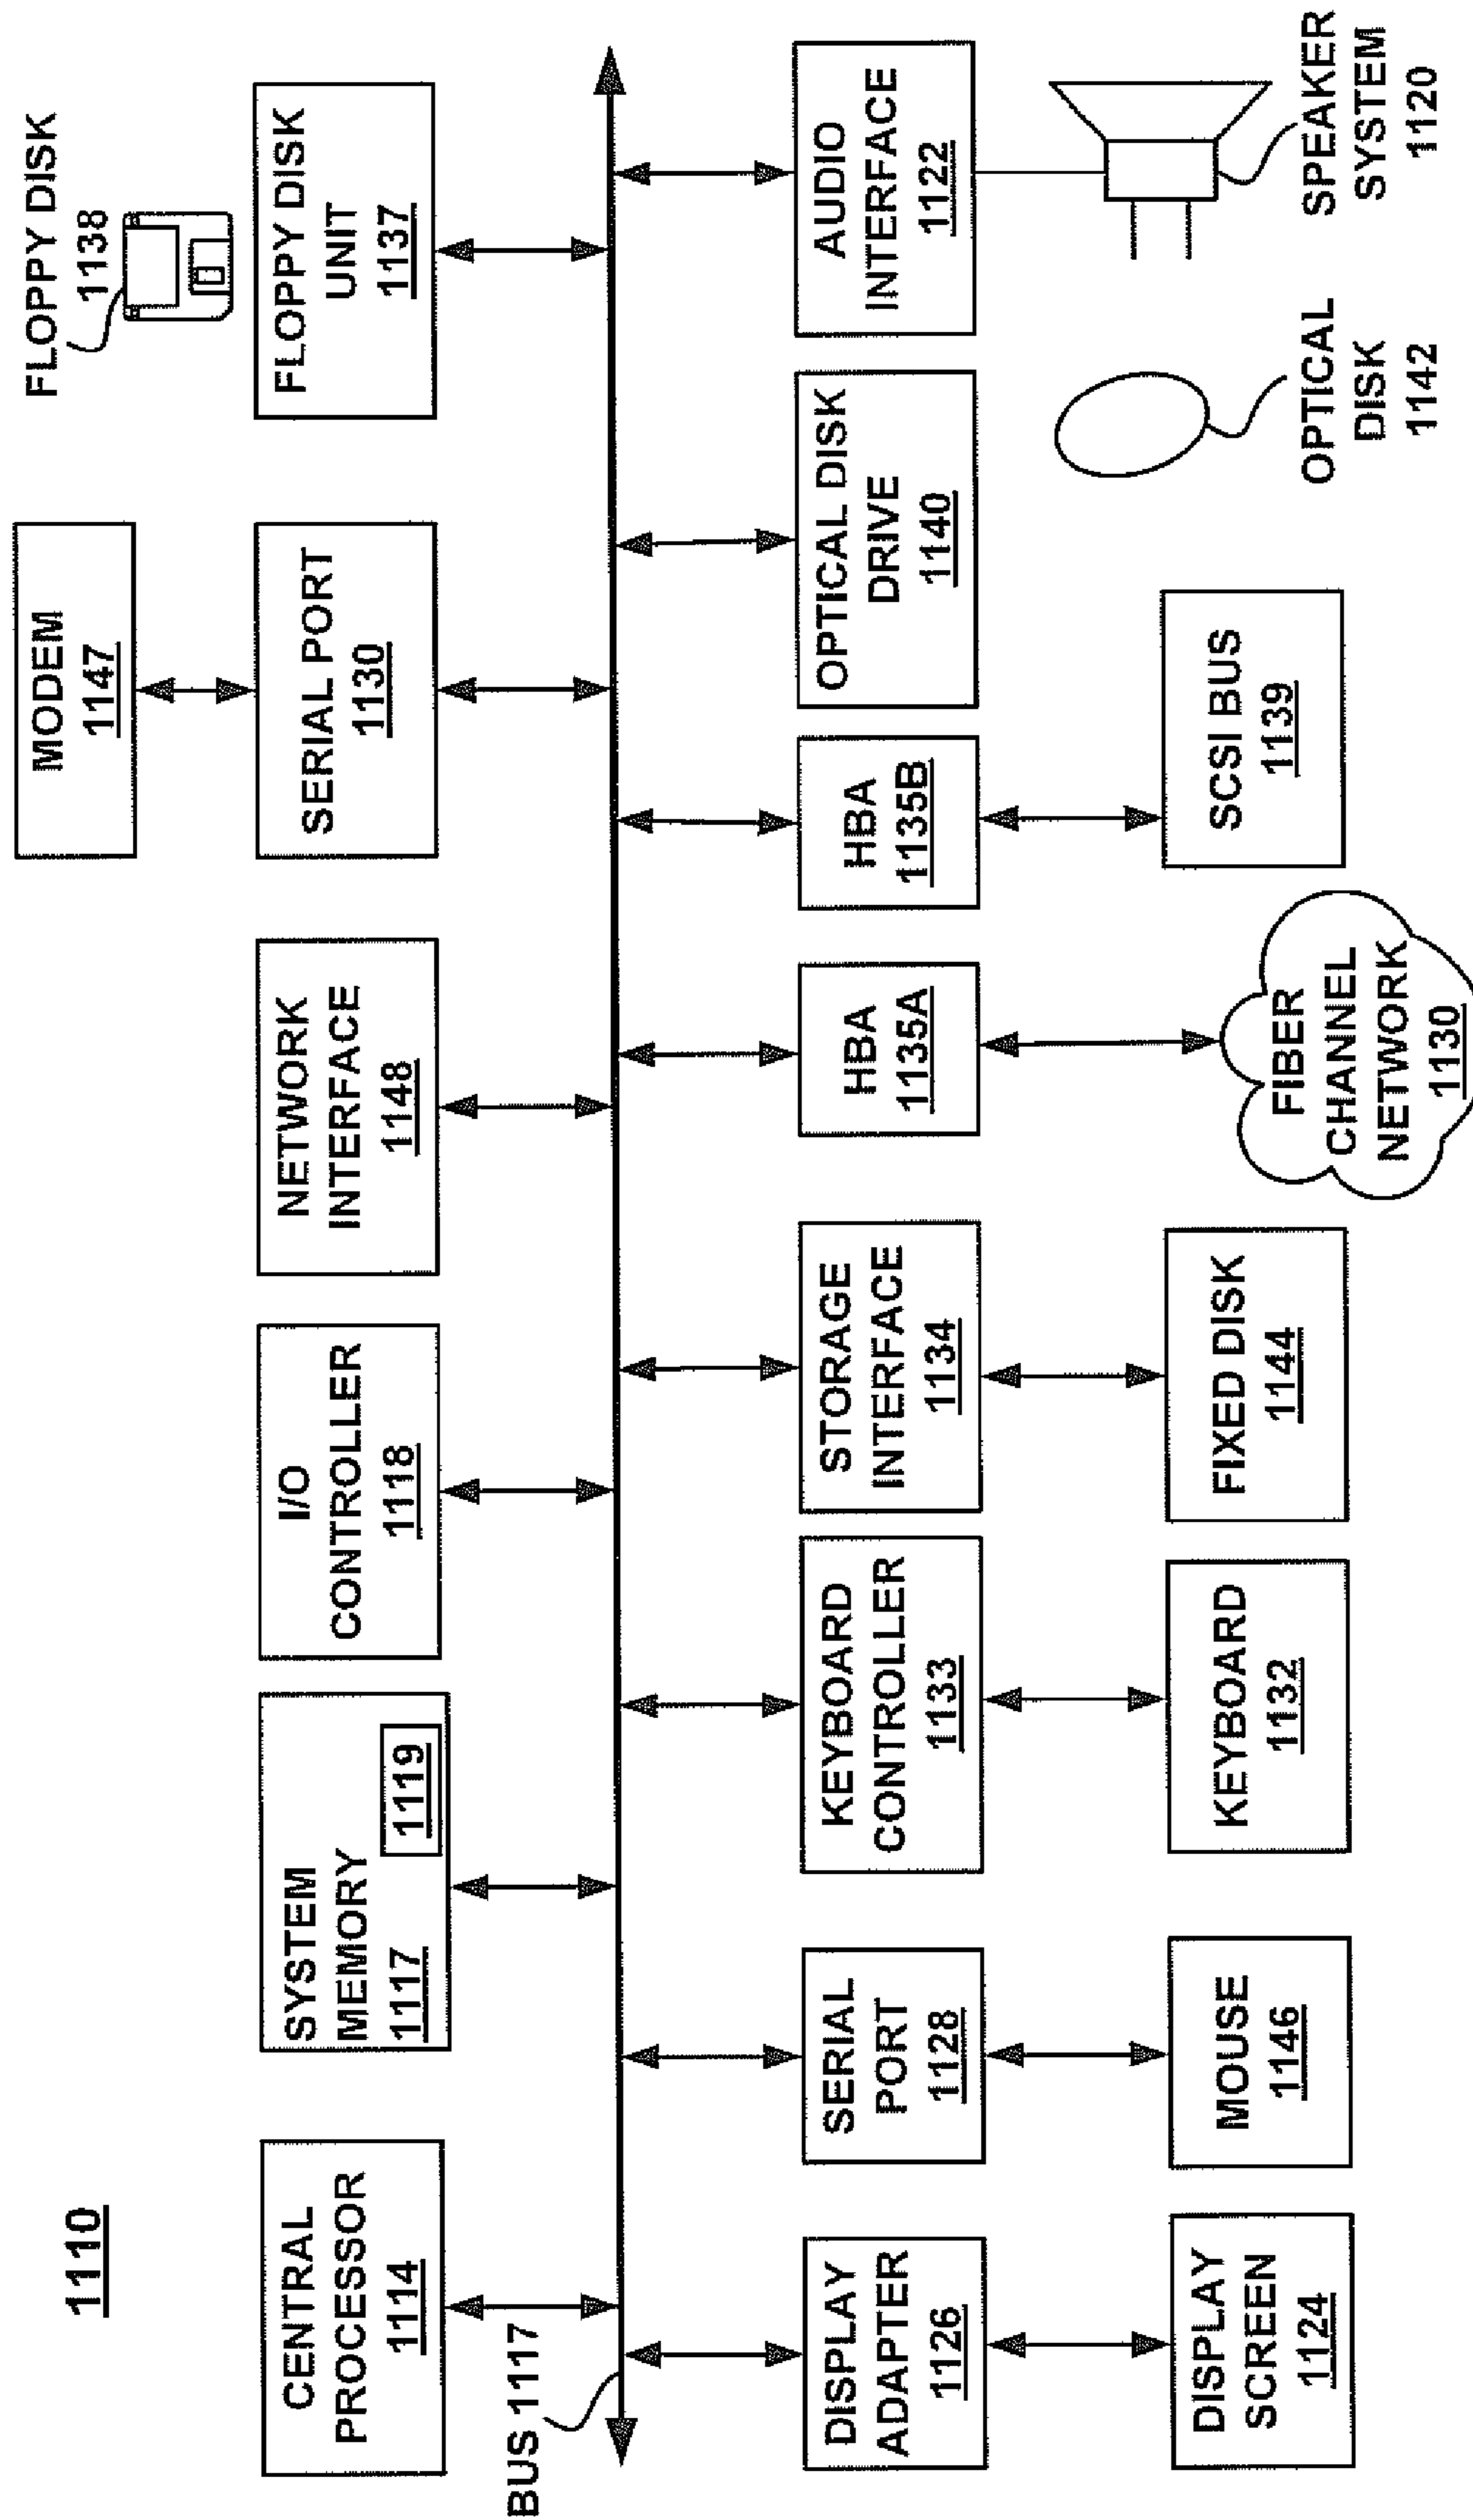 1110
FLOPPY DISK
1138
MODEM
1147
CENTRAL
PROCESSOR
1114
SYSTEM
MEMORY
1117
1119
I/O
CONTROLLER
1118
NETWORK
INTERFACE
1148
SERIAL PORT
1130
FLOPPY DISK
UNIT
1137
BUS 1117
DISPLAY
ADAPTER
1126
SERIAL
PORT
1128
KEYBOARD
CONTROLLER
1133
STORAGE
INTERFACE
1134
HBA
1135A
HBA
1135B
OPTICAL DISK
DRIVE
1140
AUDIO
INTERFACE
1122
DISPLAY
SCREEN
1124
MOUSE
1146
KEYBOARD
1132
FIXED DISK
1144
FIBER
CHANNEL
NETWORK
1130
SCSI BUS
1139
OPTICAL
DISK
1142
SPEAKER
SYSTEM
1120